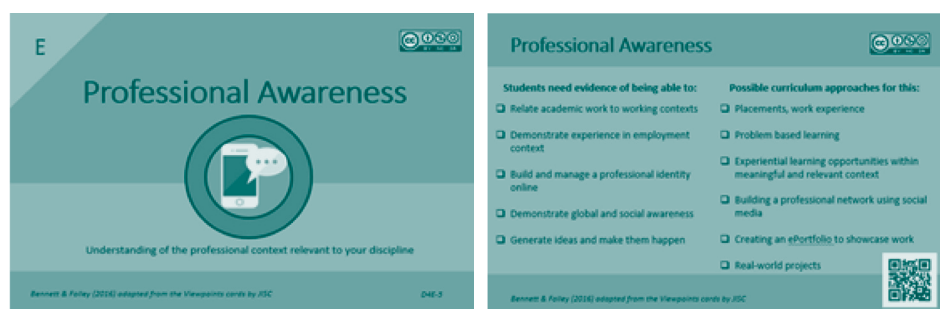 E
Professional Awareness
Understanding of the professional context relevant to your discipline
Bennett & Folley (2016) adapted from the Viewpoints cards by JISC
D4E-5
Professional Awareness
Students need evidence of being able to:
❑ Relate academic work to working contexts
❑ Demonstrate experience in employment
context
❑ Build and manage a professional identity
online
❑ Demonstrate global and social awareness
❑ Generate ideas and make them happen
Possible curriculum approaches for this:
❑ Placements, work experience
❑ Problem based learning
❑ Experiential learning opportunities within
meaningful and relevant context
❑ Building a professional network using social
media
❑ Creating an ePortfolio to showcase work
❑ Real-world projects
Bennett & Folley (2016) adapted from the Viewpoints cards by JISC